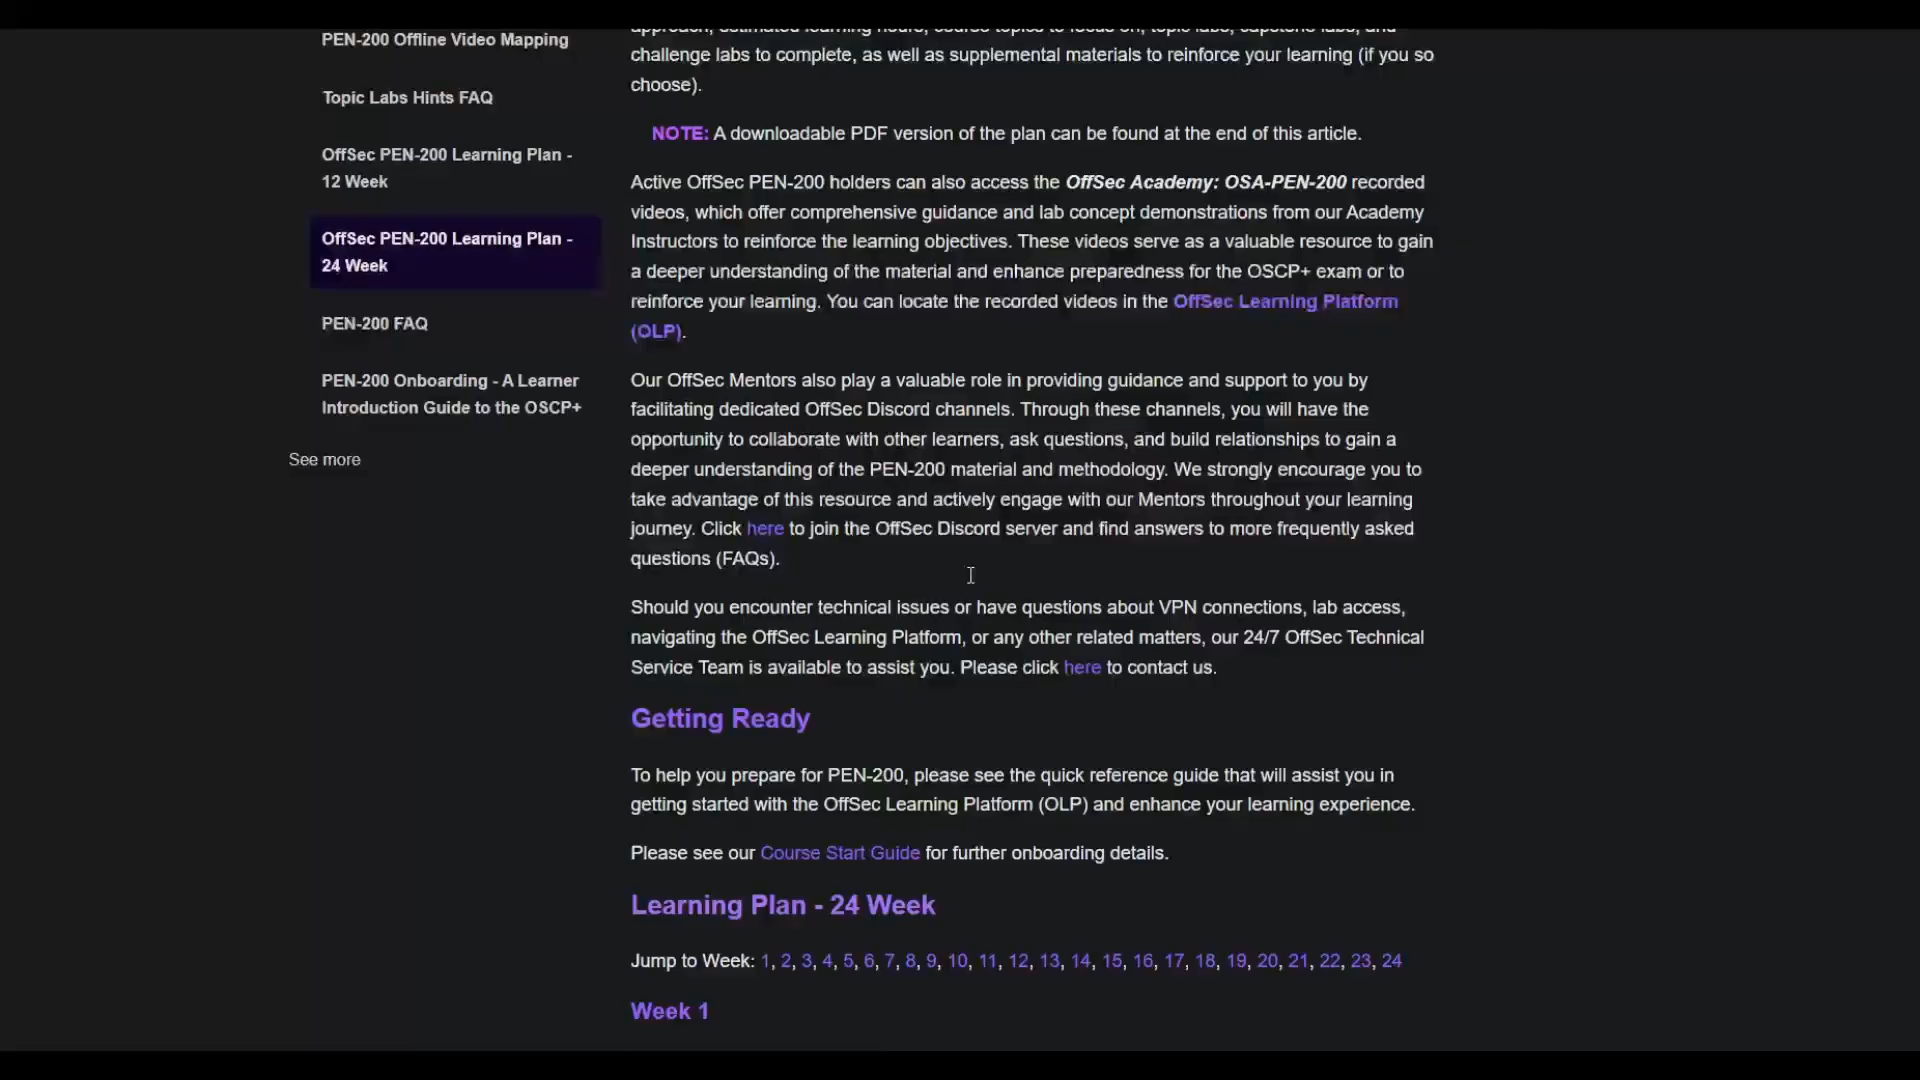 PEN-200 Offline Video Mapping
Topic Labs Hints FAQ
OffSec PEN-200 Learning Plan -
12 Week
OffSec PEN-200 Learning Plan -
24 Week
PEN-200 FAQ
PEN-200 Onboarding - A Learner
Introduction Guide to the OSCP+
See more
approach, estimated learning hours, course topics to focus on, topic labs, capstone labs, and
challenge labs to complete, as well as supplemental materials to reinforce your learning (if you so
choose).
NOTE: A downloadable PDF version of the plan can be found at the end of this article.
Active OffSec PEN-200 holders can also access the OffSec Academy: OSA-PEN-200 recorded
videos, which offer comprehensive guidance and lab concept demonstrations from our Academy
Instructors to reinforce the learning objectives. These videos serve as a valuable resource to gain
a deeper understanding of the material and enhance preparedness for the OSCP+ exam or to
reinforce your learning. You can locate the recorded videos in the OffSec Learning Platform
(OLP).
Our OffSec Mentors also play a valuable role in providing guidance and support to you by
facilitating dedicated OffSec Discord channels. Through these channels, you will have the
opportunity to collaborate with other learners, ask questions, and build relationships to gain a
deeper understanding of the PEN-200 material and methodology. We strongly encourage you to
take advantage of this resource and actively engage with our Mentors throughout your learning
journey. Click here to join the OffSec Discord server and find answers to more frequently asked
questions (FAQs).
Should you encounter technical issues or have questions about VPN connections, lab access,
navigating the OffSec Learning Platform, or any other related matters, our 24/7 OffSec Technical
Service Team is available to assist you. Please click here to contact us.
Getting Ready
To help you prepare for PEN-200, please see the quick reference guide that will assist you in
getting started with the OffSec Learning Platform (OLP) and enhance your learning experience.
Please see our Course Start Guide for further onboarding details.
Learning Plan - 24 Week
Jump to Week: 1, 2, 3, 4, 5, 6, 7, 8, 9, 10, 11, 12, 13, 14, 15, 16, 17, 18, 19, 20, 21, 22, 23, 24
Week 1